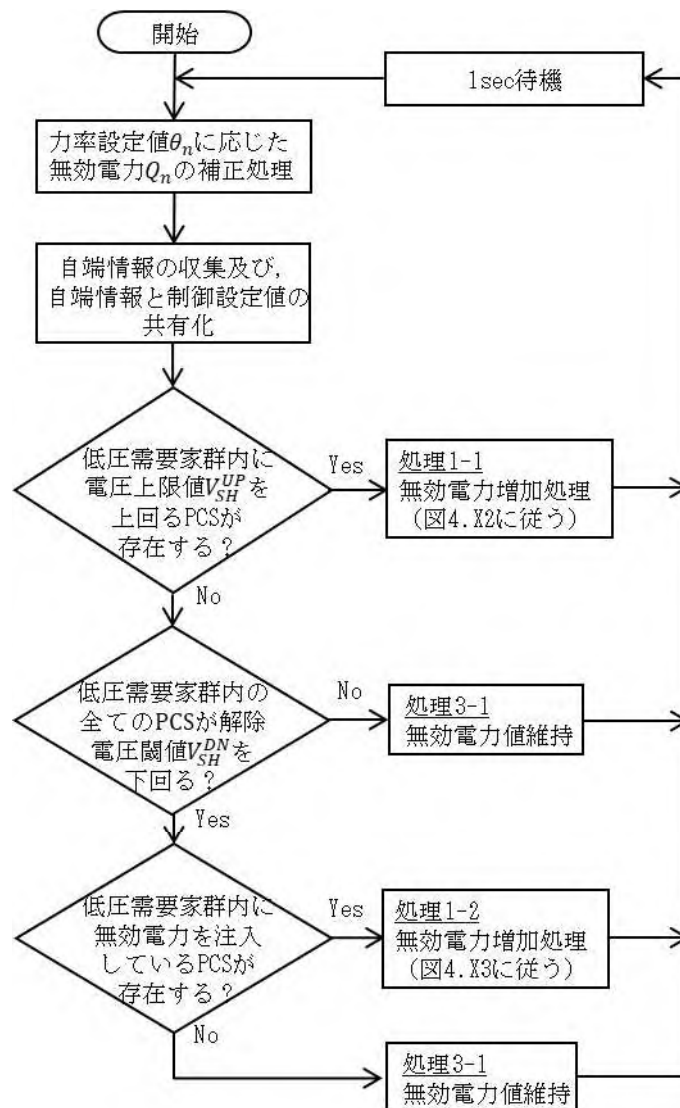 開始
1sec待機
力率設定値θₙに応じた
無効電力Qₙの補正処理
自端情報の収集及び,
自端情報と制御設定値の
共有化
低圧需要家群内に
電圧上限値V_{SH}^{UP}を
上回るPCSが
存在する？
Yes
処理1-1
無効電力増加処理
(図4.X2に従う)
No
低圧需要家群内の
全てのPCSが解除
電圧閾値V_{SH}^{DN}を
下回る？
No
処理3-1
無効電力値維持
Yes
低圧需要家群内に
無効電力を注入
しているPCSが
存在する？
Yes
処理1-2
無効電力増加処理
(図4.X3に従う)
No
処理3-1
無効電力値維持